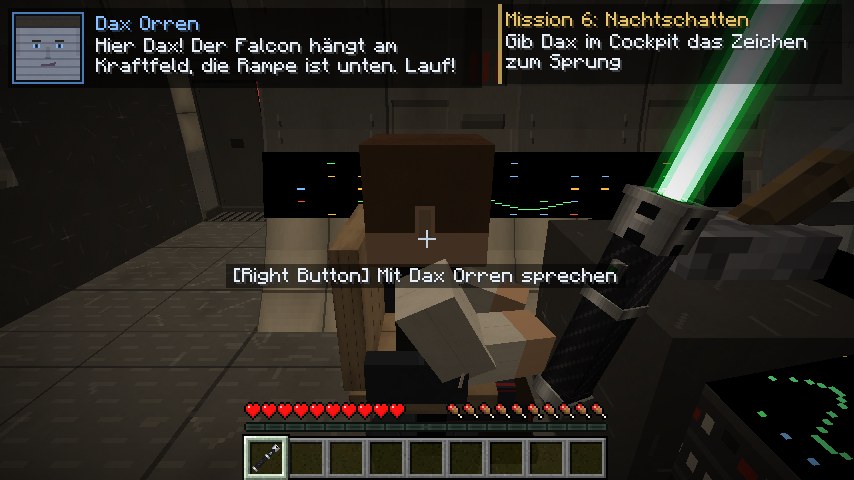 Dax Orren
Hier Dax! Der Falcon hängt am
Kraftfeld, die Rampe ist unten. Lauf!
Mission 6: Nachtschatten
Gib Dax im Cockpit das Zeichen
zum Sprung
[Right Button] Mit Dax Orren sprechen